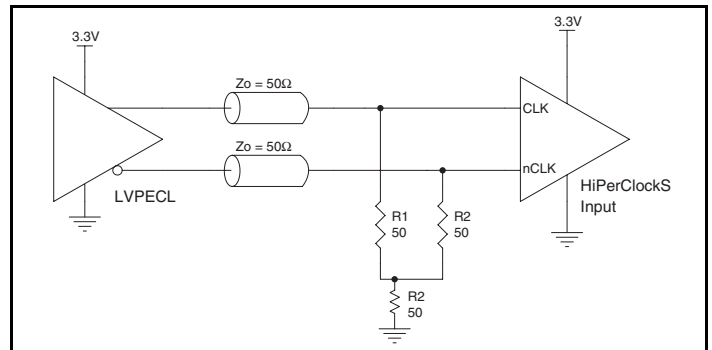 3.3V
3.3V
Zo = 50Ω
CLK
Zo = 50Ω
nCLK
LVPECL
HiPerClockS
Input
R1
50
R2
50
R2
50